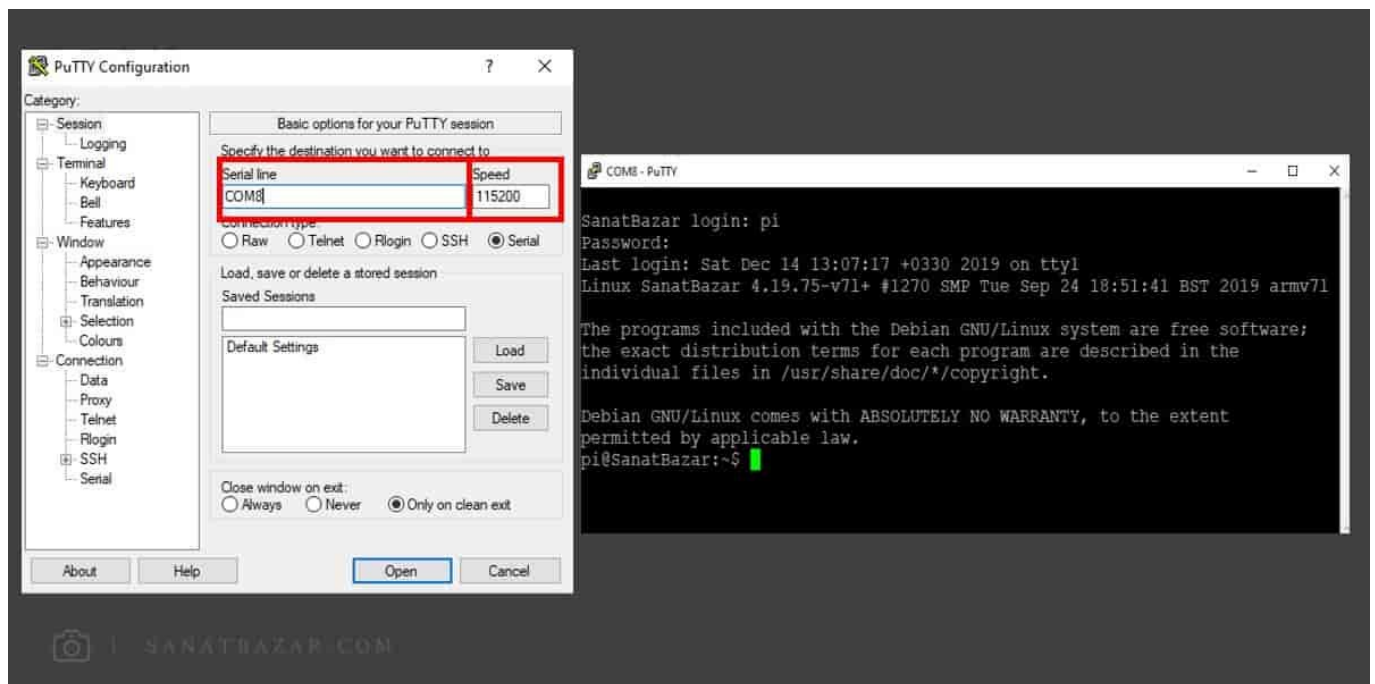 PuTTY Configuration
? X
Category:
Session
Logging
Terminal
Keyboard
Bell
Features
Window
Appearance
Behaviour
Translation
Selection
Colours
Connection
Data
Proxy
Telnet
Rlogin
SSH
Serial
Basic options for your PuTTY session
Specify the destination you want to connect to
Serial line Speed
COM8 115200
Connection type:
Raw Telnet Rlogin SSH Serial
Load, save or delete a stored session
Saved Sessions
Default Settings
Load
Save
Delete
Close window on exit:
Always Never Only on clean exit
About Help Open Cancel
COM8 - PuTTY
SanatBazar login: pi
Password:
Last login: Sat Dec 14 13:07:17 +0330 2019 on tty1
Linux SanatBazar 4.19.75-v7l+ #1270 SMP Tue Sep 24 18:51:41 BST 2019 armv7l
The programs included with the Debian GNU/Linux system are free software;
the exact distribution terms for each program are described in the
individual files in /usr/share/doc/*/copyright.
Debian GNU/Linux comes with ABSOLUTELY NO WARRANTY, to the extent
permitted by applicable law.
pi@SanatBazar:~$
SANATBAZAR.COM